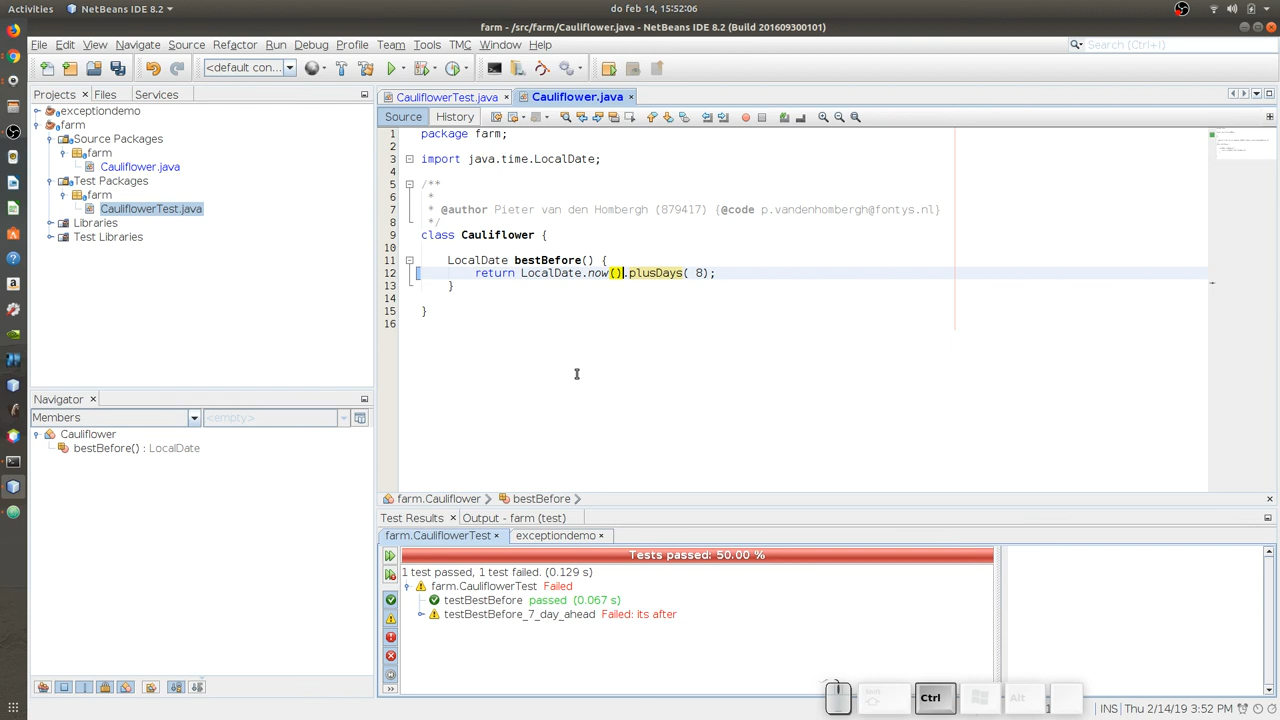 Activities
NetBeans IDE 8.2
do feb 14, 15:52:06
farm - /src/farm/Cauliflower.java - NetBeans IDE 8.2 (Build 201609300101)
File Edit View Navigate Source Refactor Run Debug Profile Team Tools TMC Window Help
Search (Ctrl+I)
<default con...
Projects Files Services
CauliflowerTest.java Cauliflower.java
exceptiondemo
farm
Source Packages
farm
Cauliflower.java
Test Packages
farm
CauliflowerTest.java
Libraries
Test Libraries
Source History
1 package farm;
2
3 import java.time.LocalDate;
4
5 /**
6 *
7 * @author Pieter van den Hombergh (879417) {@code p.vandenhombergh@fontys.nl}
8 */
9 class Cauliflower {
10
11 LocalDate bestBefore() {
12 return LocalDate.now().plusDays( 8);
13 }
14
15 }
16
Navigator
Members
<empty>
Cauliflower
bestBefore() : LocalDate
farm.Cauliflower bestBefore
Test Results Output - farm (test)
farm.CauliflowerTest exceptiondemo
Tests passed: 50.00 %
1 test passed, 1 test failed. (0.129 s)
farm.CauliflowerTest Failed
testBestBefore passed (0.067 s)
testBestBefore_7_day_ahead Failed: its after
Shift
Ctrl
Alt
1
INS
Thu 2/14/19 3:52 PM